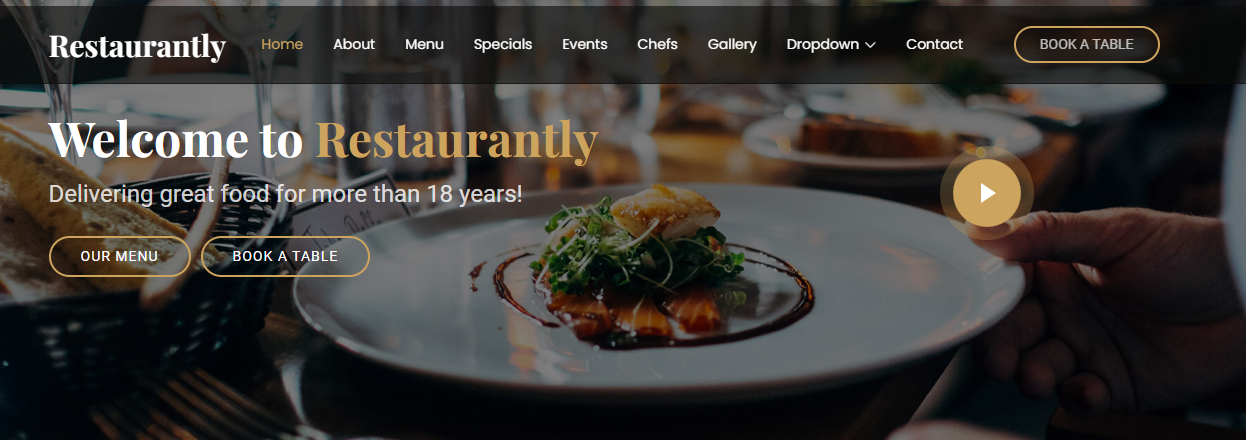 Restaurantly Home About Menu Specials Events Chefs Gallery Dropdown Contact BOOK A TABLE
Welcome to Restaurantly
Delivering great food for more than 18 years!
OUR MENU BOOK A TABLE